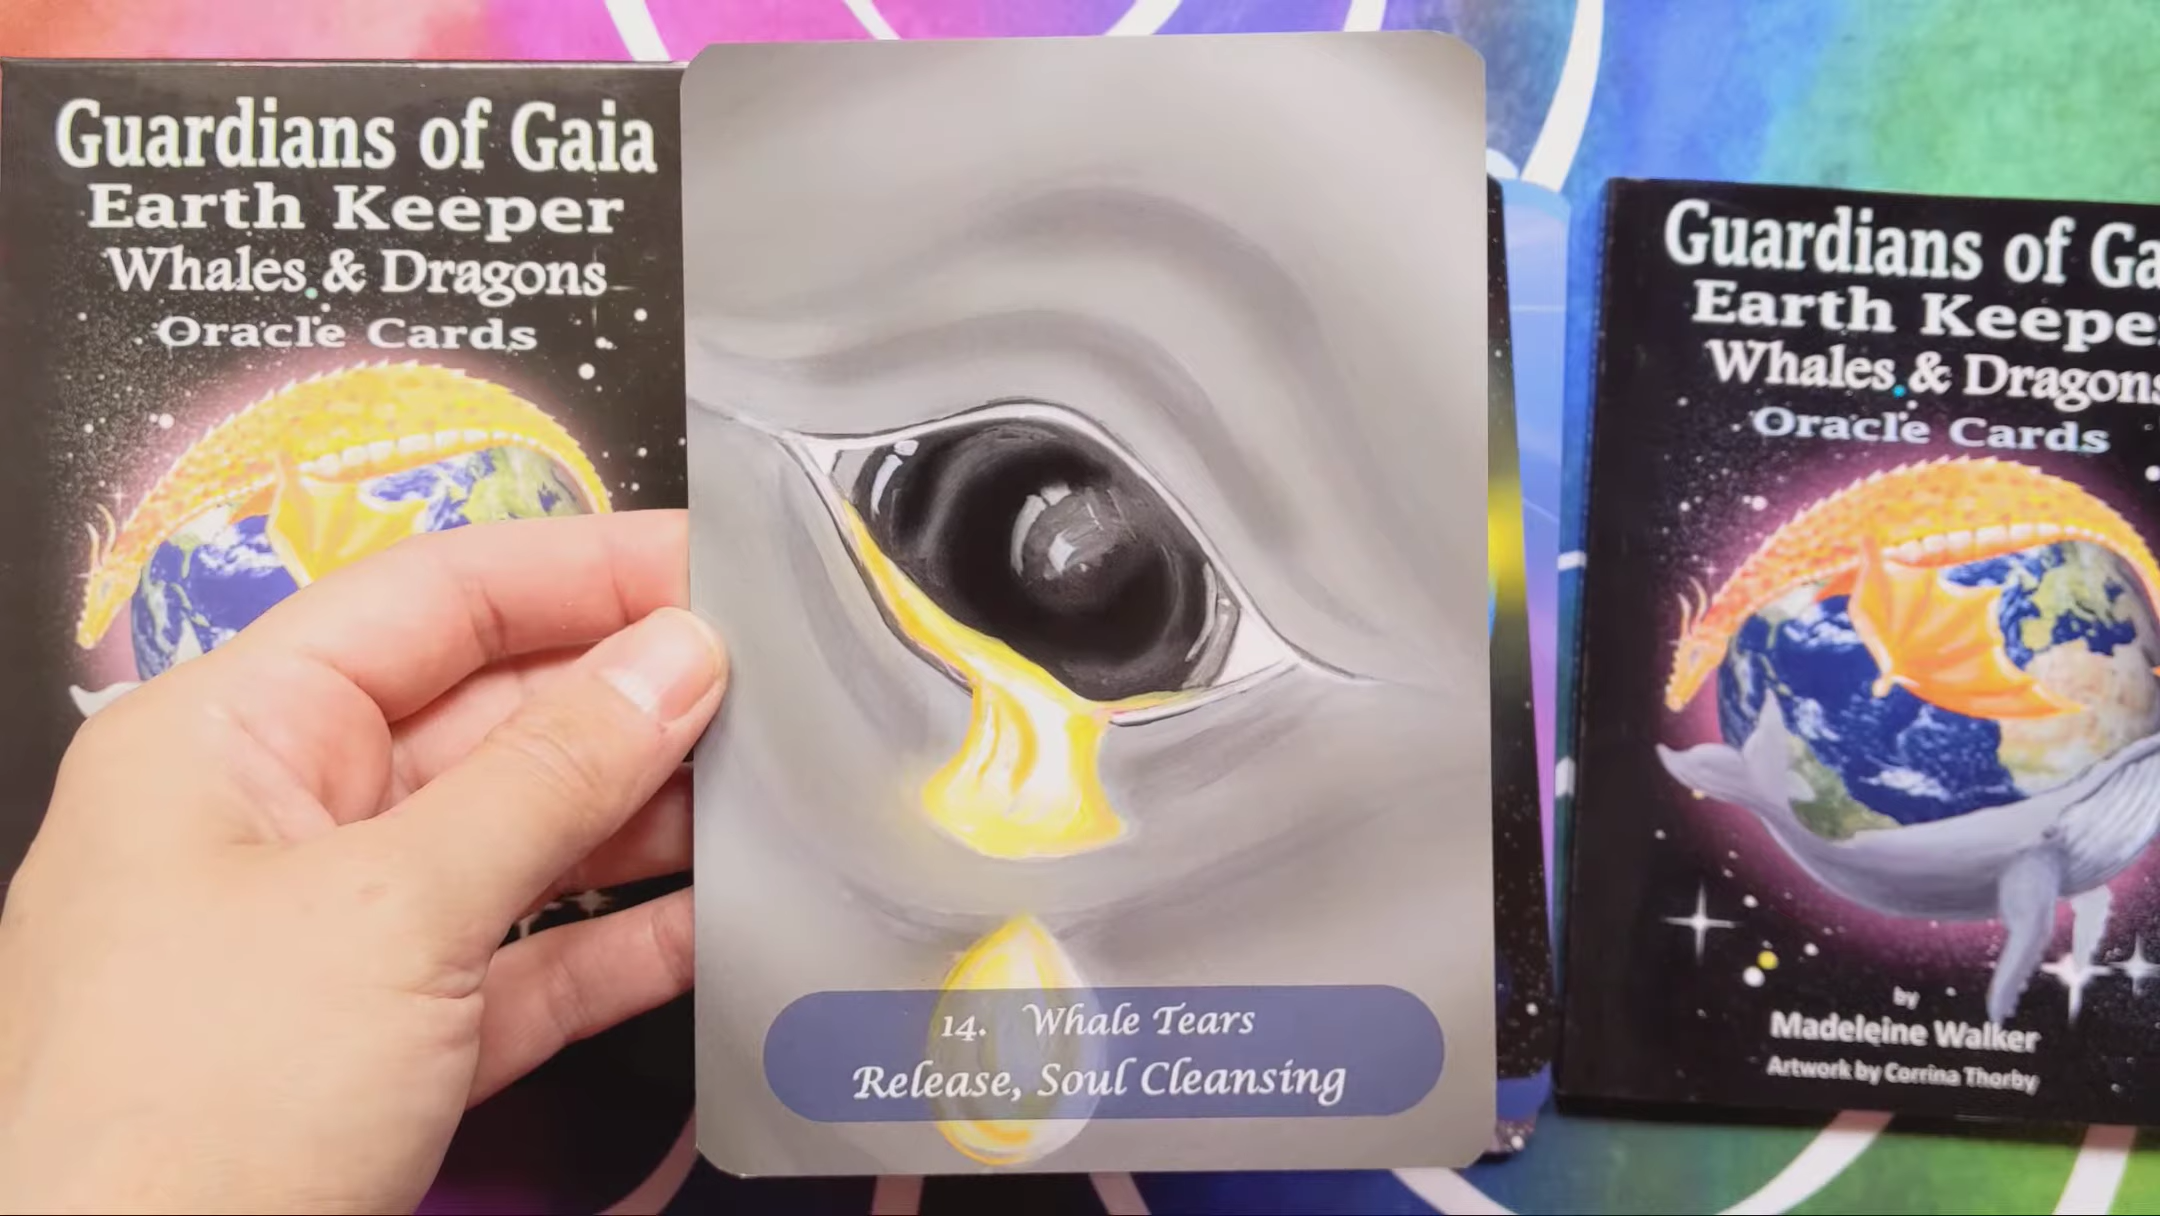 Guardians of Gaia
Earth Keeper
Whales & Dragons
Oracle Cards
14. Whale Tears
Release, Soul Cleansing
Guardians of Ga
Earth Keepe
Whales & Dragons
Oracle Cards
by
Madeleine Walker
Artwork by Corrina Thorby